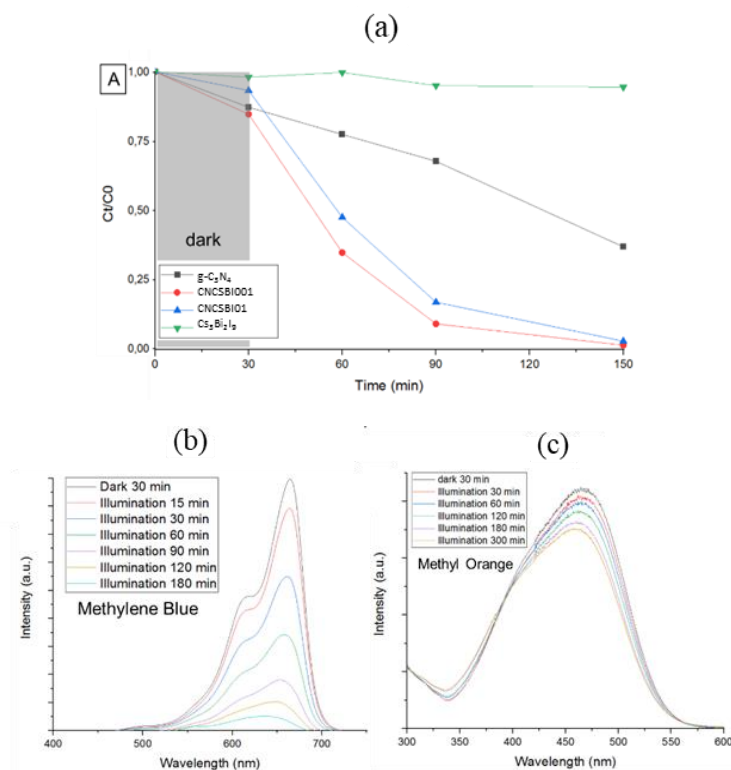 (a)
A
1,00
0,75
0,50
0,25
0,00
Ct/C0
dark
g-C₃N₄
CNCSBI001
CNCSBI01
Cs₃Bi₂I₉
0 30 60 90 120 150
Time (min)
(b)
Dark 30 min
Illumination 15 min
Illumination 30 min
Illumination 60 min
Illumination 90 min
Illumination 120 min
Illumination 180 min
Methylene Blue
Intensity (a.u.)
400 500 600 700
Wavelength (nm)
(c)
dark 30 min
Illumination 30 min
Illumination 60 min
Illumination 120 min
Illumination 180 min
Illumination 300 min
Methyl Orange
Intensity (a.u.)
300 350 400 450 500 550 600
Wavelength (nm)